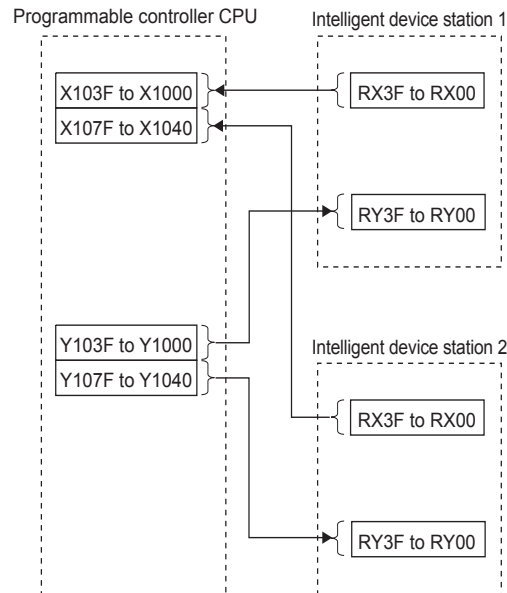 Programmable controller CPU
Intelligent device station 1
X103F to X1000
RX3F to RX00
X107F to X1040
RY3F to RY00
Y103F to Y1000
Intelligent device station 2
Y107F to Y1040
RX3F to RX00
RY3F to RY00